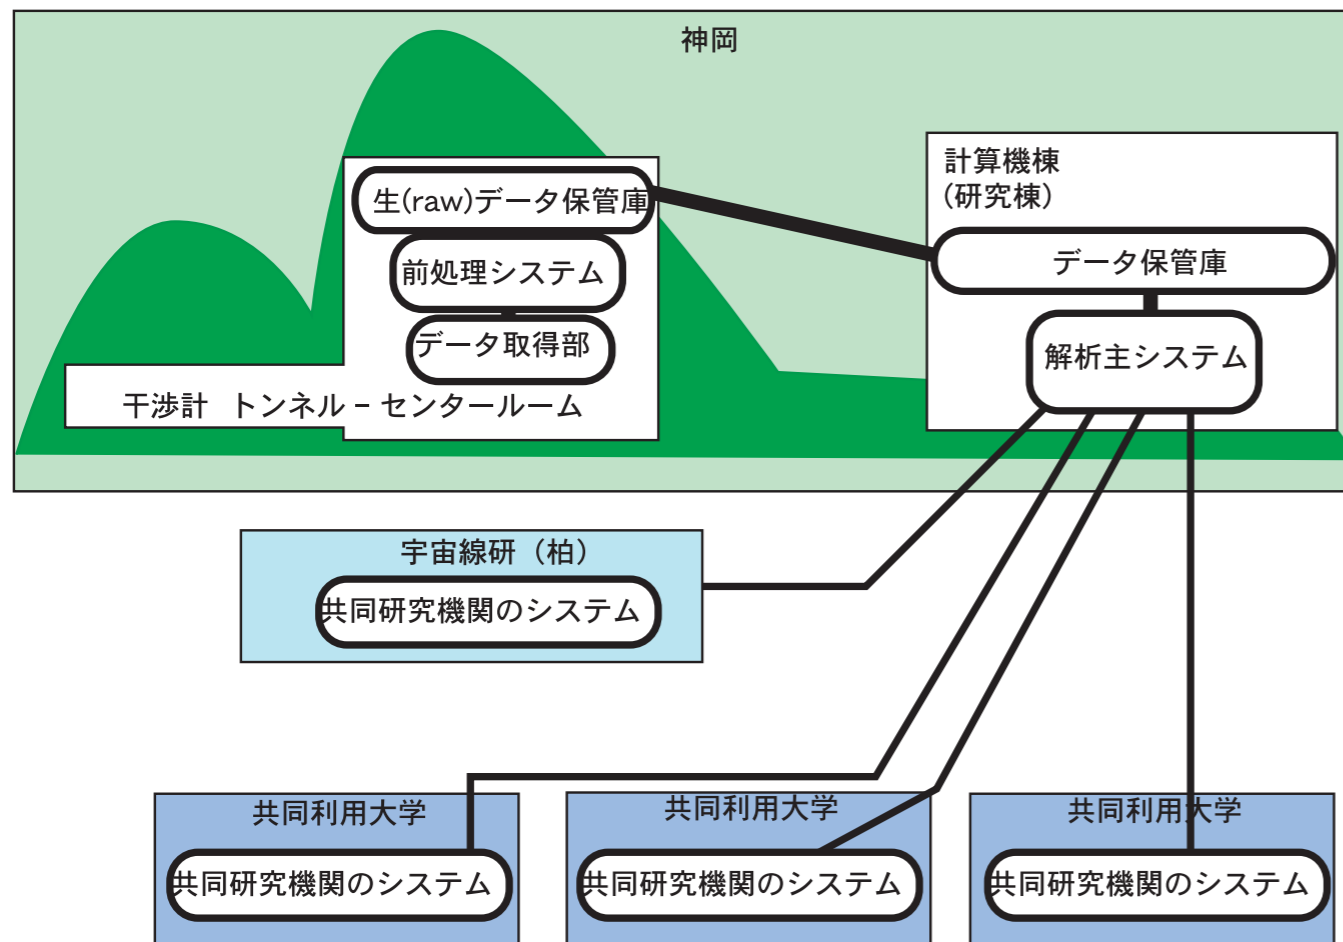 神岡
生(raw)データ保管庫
前処理システム
データ取得部
干渉計 トンネル－センタールーム
計算機棟
(研究棟)
データ保管庫
解析主システム
宇宙線研（柏）
共同研究機関のシステム
共同利用大学
共同研究機関のシステム
共同利用大学
共同研究機関のシステム
共同利用大学
共同研究機関のシステム